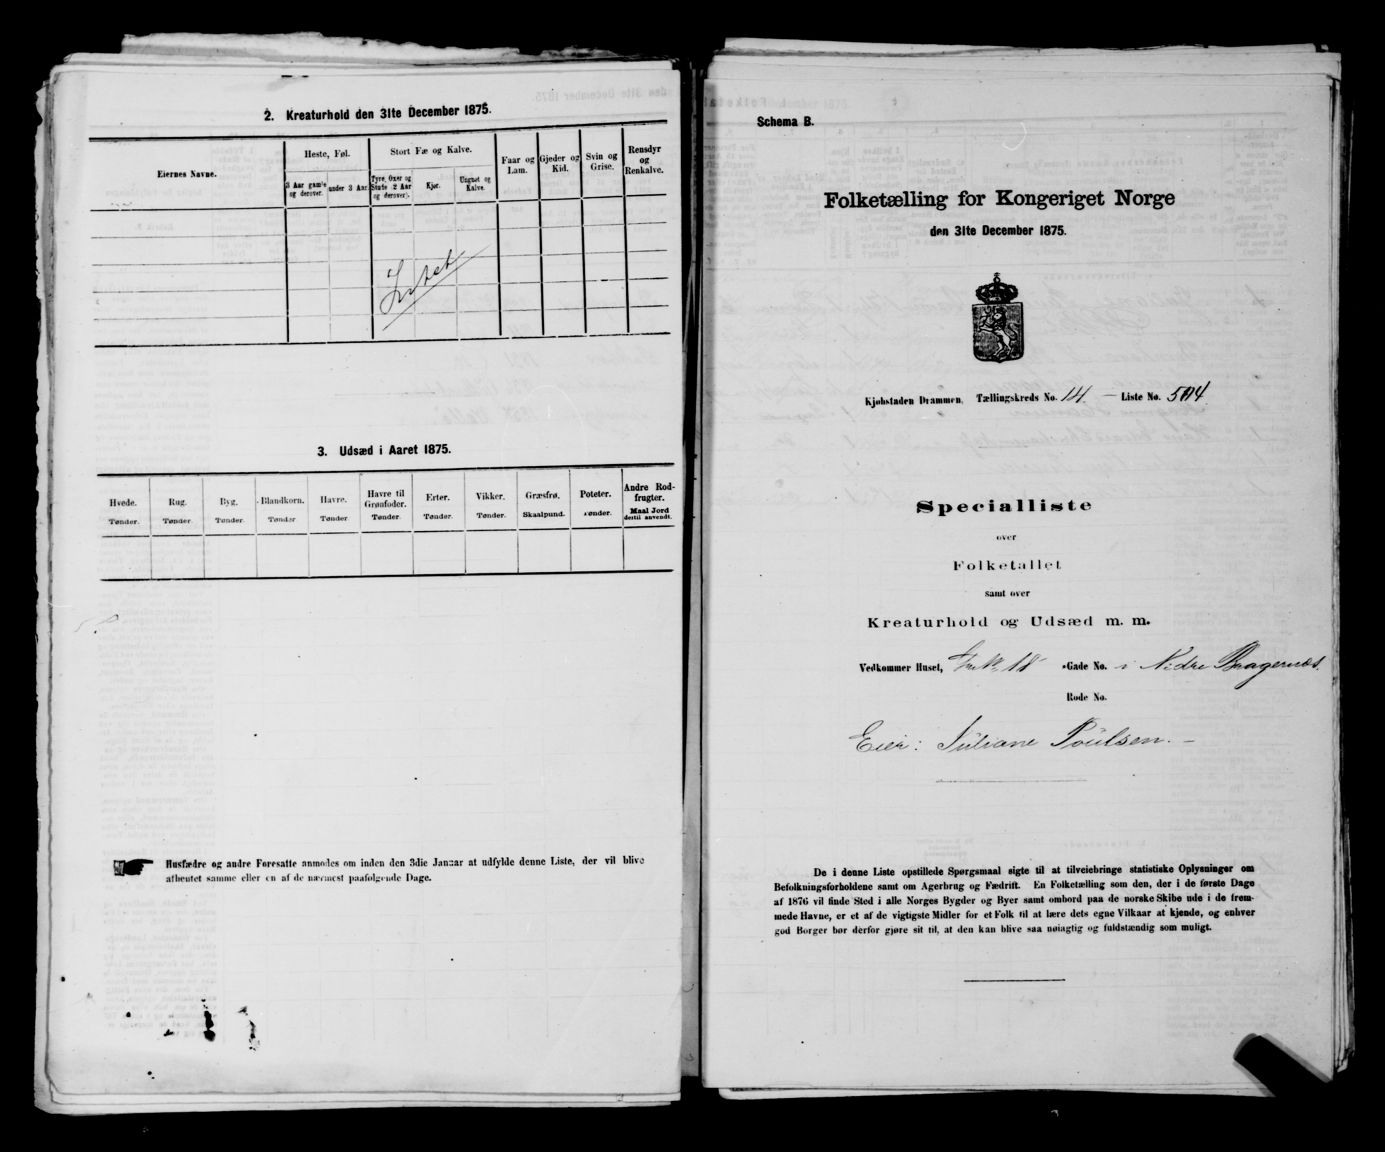 2. Kreaturhold den 31te December 1875.
Eiernes Navne.
Heste, Føl.
3 Aar gamle og derover.
under 3 Aar.
Stort Fæ og Kalve.
Tyre, Oxer og Stute 2 Aar og derover.
Kjør.
Ungnøt og Kalve.
Faar og Lam.
Gjeder og Kid.
Svin og Grise.
Rensdyr og Renkalve.
Intet
3. Udsæd i Aaret 1875.
Hvede. Rug. Byg. Blandkorn. Havre. Havre til Grønfoder. Erter. Vikker. Græsfrø. Poteter. Andre Rodfrugter.
Tønder. Tønder. Tønder. Tønder Tønder Tønder. Tønder. Tønder. Skaalpund. Tønder. Maal Jord dertil anvendt.
Husfædre og andre Foresatte anmodes om inden den 3die Januar at udfylde denne Liste, der vil blive
afhentet samme eller en af de nærmest paafølgende Dage.
Schema B.
Folketælling for Kongeriget Norge
den 31te December 1875.
Kjøbstaden Drammen, Tællingskreds No. 14. — Liste No.
Specialliste
over
Folketallet
samt over
Kreaturhold og Udsæd m. m.
Vedkommer Huset, -Gade No. i Nedre Bragernæs.
Rode No.
Eier: Juliane Poulsen. —
De i denne Liste opstillede Spørgsmaal sigte til at tilveiebringe statistiske Oplysninger om
Befolkningsforholdene samt om Agerbrug og Fædrift. En Folketælling som den, der i de første Dage
af 1876 vil finde Sted i alle Norges Bygder og Byer samt ombord paa de norske Skibe ude i de frem-
mede Havne, er et af de vigtigste Midler for et Folk til at lære dets egne Vilkaar at kjende, og enhver
god Borger bør derfor gjøre sit til, at den kan blive saa nøiagtig og fuldstændig som muligt.